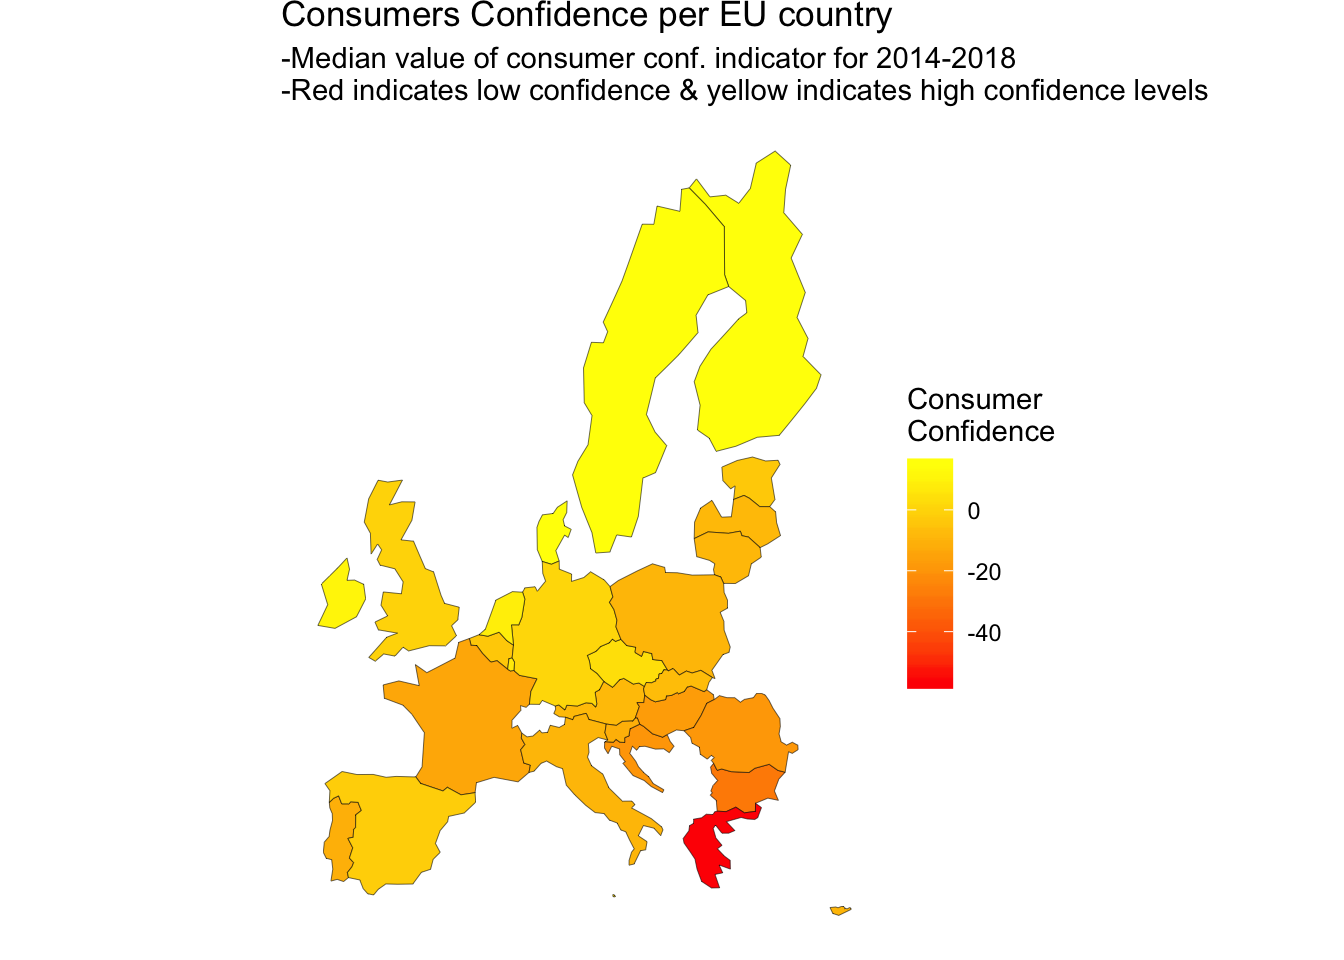 Consumers Confidence per EU country
-Median value of consumer conf. indicator for 2014-2018
-Red indicates low confidence & yellow indicates high confidence levels
Consumer
Confidence
0
-20
-40